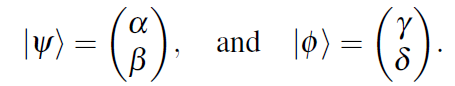 |ψ⟩ = (α β), and |ϕ⟩ = (γ δ).